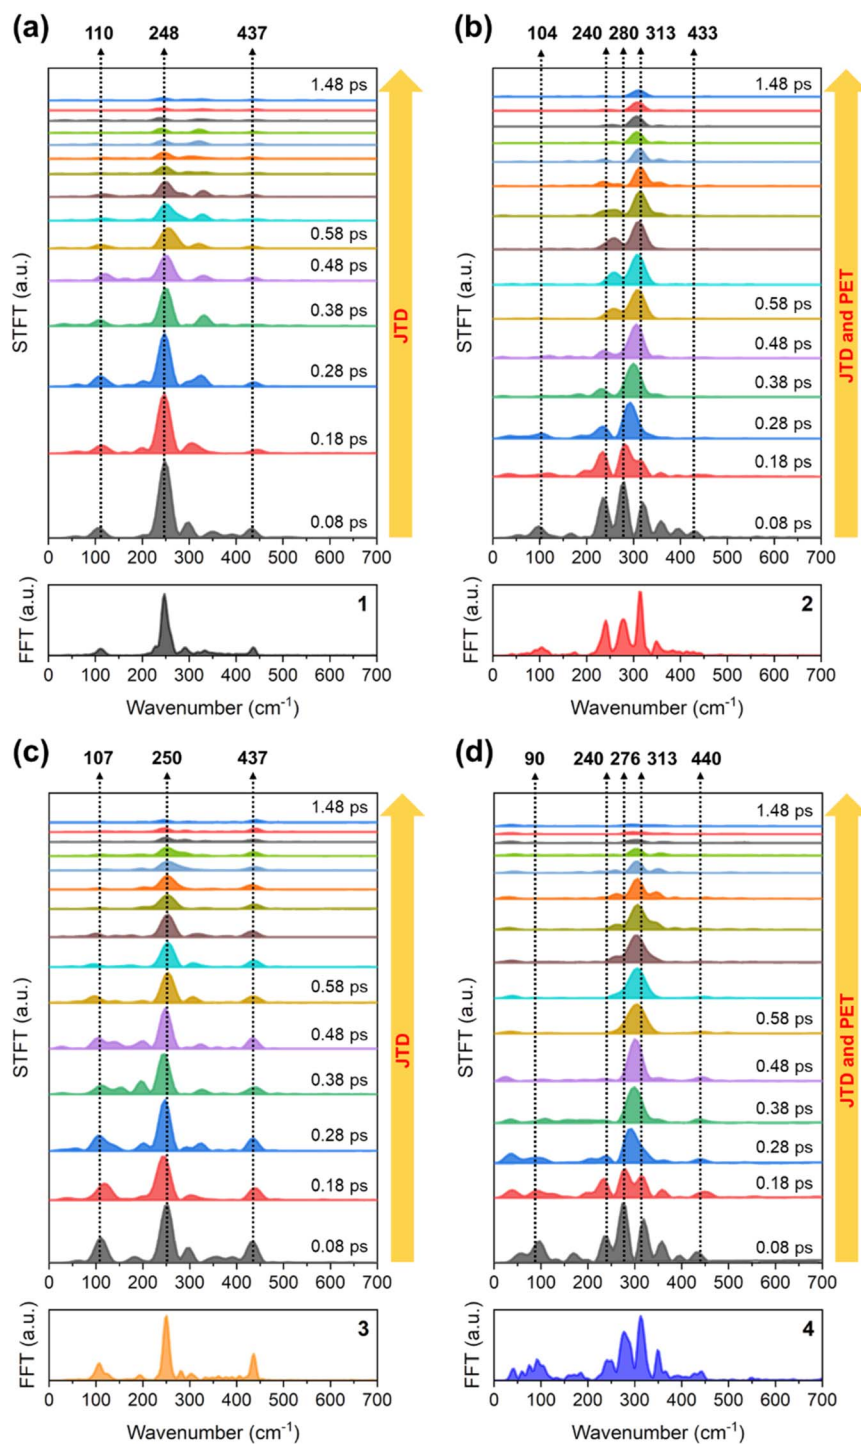 (a)
110 248 437
1.48 ps
0.58 ps
0.48 ps
0.38 ps
0.28 ps
0.18 ps
0.08 ps
STFT (a.u.)
JTD
0 100 200 300 400 500 600 700
1
FFT (a.u.)
0 100 200 300 400 500 600 700
Wavenumber (cm⁻¹)
(b)
104 240 280 313 433
1.48 ps
0.58 ps
0.48 ps
0.38 ps
0.28 ps
0.18 ps
0.08 ps
STFT (a.u.)
JTD and PET
0 100 200 300 400 500 600 700
2
FFT (a.u.)
0 100 200 300 400 500 600 700
Wavenumber (cm⁻¹)
(c)
107 250 437
1.48 ps
0.58 ps
0.48 ps
0.38 ps
0.28 ps
0.18 ps
0.08 ps
STFT (a.u.)
JTD
0 100 200 300 400 500 600 700
3
FFT (a.u.)
0 100 200 300 400 500 600 700
Wavenumber (cm⁻¹)
(d)
90 240 276 313 440
1.48 ps
0.58 ps
0.48 ps
0.38 ps
0.28 ps
0.18 ps
0.08 ps
STFT (a.u.)
JTD and PET
0 100 200 300 400 500 600 700
4
FFT (a.u.)
0 100 200 300 400 500 600 700
Wavenumber (cm⁻¹)